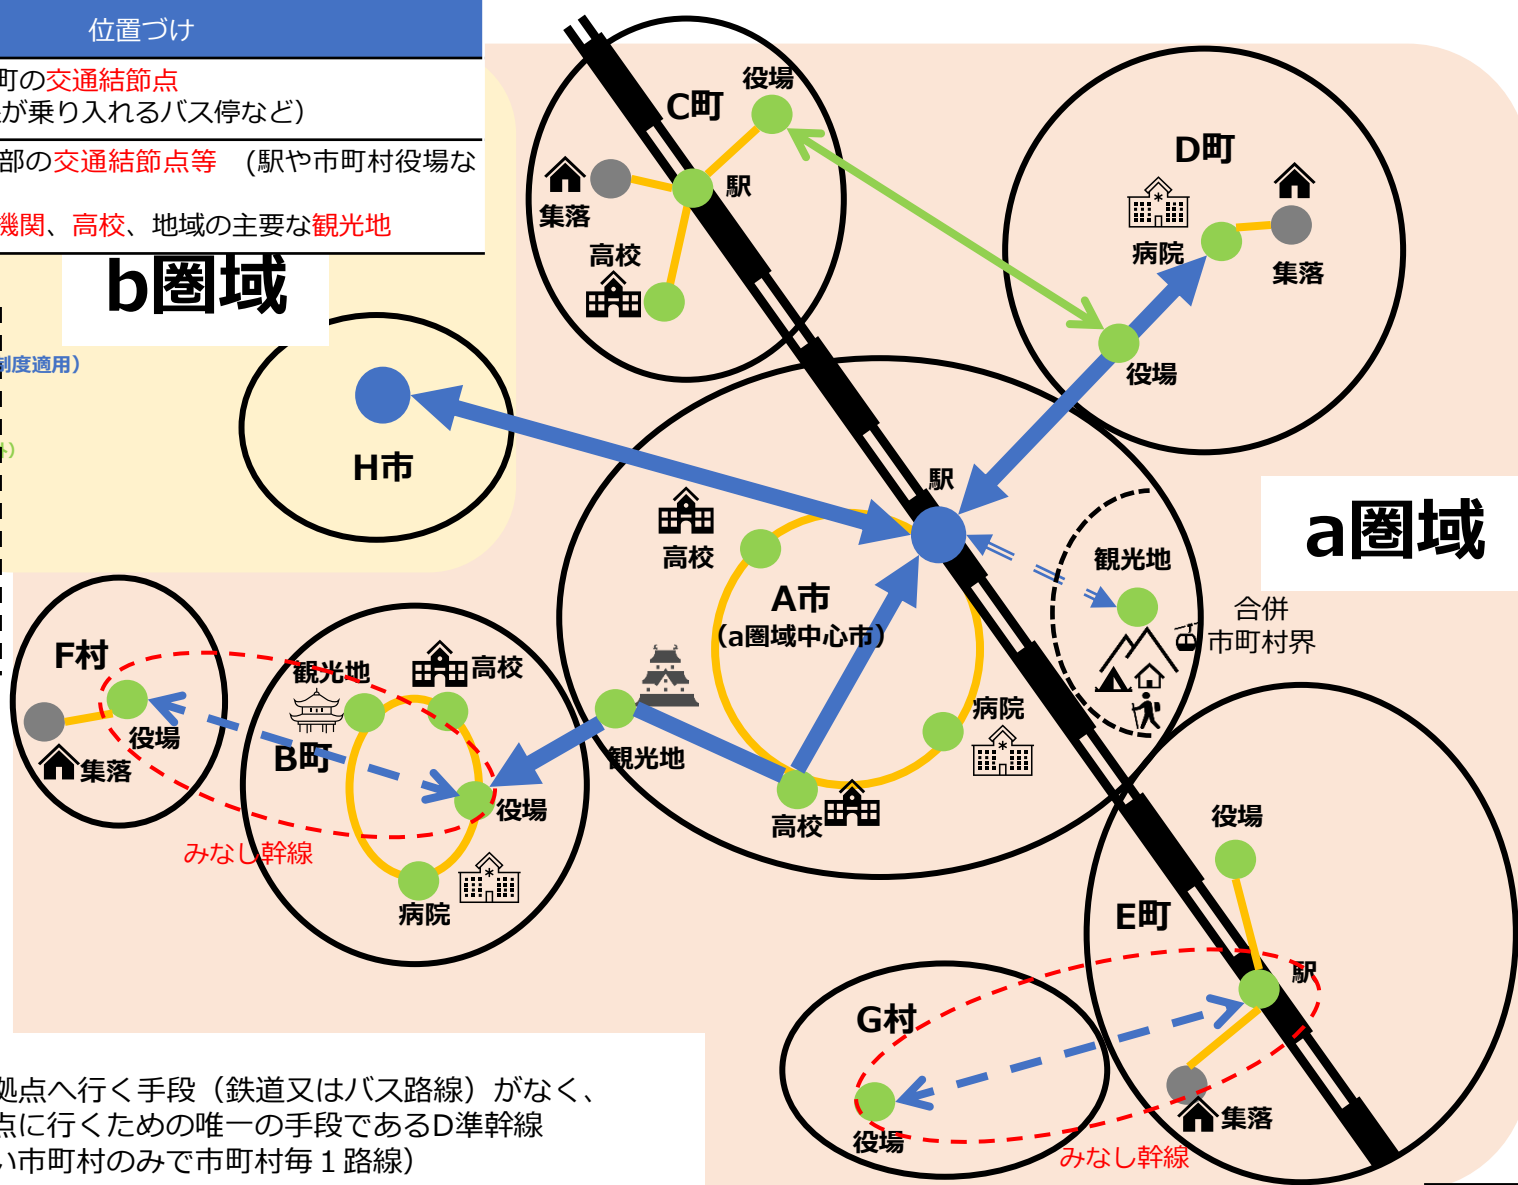 位置づけ
町の交通結節点
が乗り入れるバス停など）
部の交通結節点等　(駅や市町村役場な
機関、高校、地域の主要な観光地
b圏域
制度適用）
H市
C町
役場
駅
集落
高校
D町
病院
集落
役場
a圏域
駅
高校
A市
（a圏域中心市）
観光地
合併
市町村界
病院
観光地
高校
F村
役場
集落
観光地
高校
B町
役場
病院
みなし幹線
役場
E町
駅
集落
G村
役場
みなし幹線
拠点へ行く手段（鉄道又はバス路線）がなく、
点に行くための唯一の手段であるD準幹線
い市町村のみで市町村毎１路線）